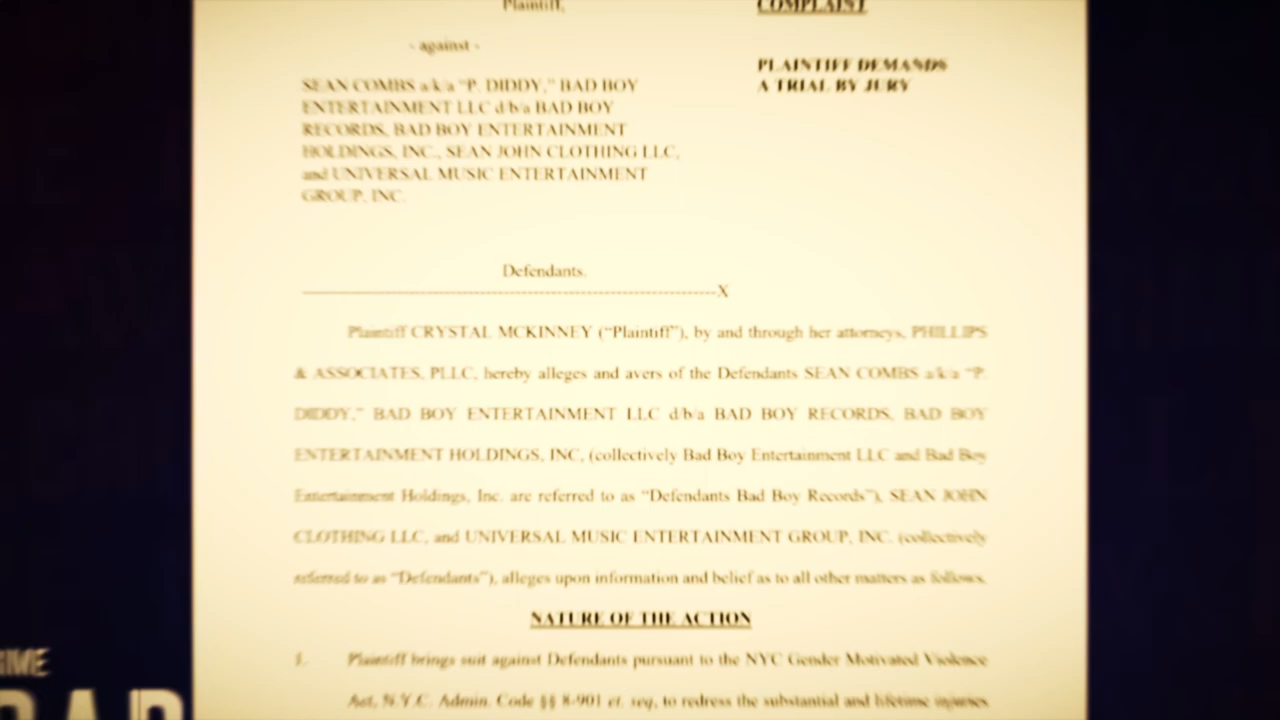 Plaintiff,
COMPLAINT
- against -
PLAINTIFF DEMANDS
A TRIAL BY JURY
SEAN COMBS a/k/a “P. DIDDY,” BAD BOY
ENTERTAINMENT LLC d/b/a BAD BOY
RECORDS, BAD BOY ENTERTAINMENT
HOLDINGS, INC., SEAN JOHN CLOTHING LLC,
and UNIVERSAL MUSIC ENTERTAINMENT
GROUP, INC.
Defendants.
X
Plaintiff CRYSTAL MCKINNEY (“Plaintiff”), by and through her attorneys, PHILLIPS
& ASSOCIATES, PLLC, hereby alleges and avers of the Defendants SEAN COMBS a/k/a “P.
DIDDY,” BAD BOY ENTERTAINMENT LLC d/b/a BAD BOY RECORDS, BAD BOY
ENTERTAINMENT HOLDINGS, INC, (collectively Bad Boy Entertainment LLC and Bad Boy
Entertainment Holdings, Inc. are referred to as “Defendants Bad Boy Records”), SEAN JOHN
CLOTHING LLC, and UNIVERSAL MUSIC ENTERTAINMENT GROUP, INC. (collectively
referred to as “Defendants”), alleges upon information and belief as to all other matters as follows.
NATURE OF THE ACTION
1. Plaintiff brings suit against Defendants pursuant to the NYC Gender Motivated Violence
Act, N.Y.C. Admin. Code §§ 8-901 et. seq, to redress the substantial and lifetime injuries